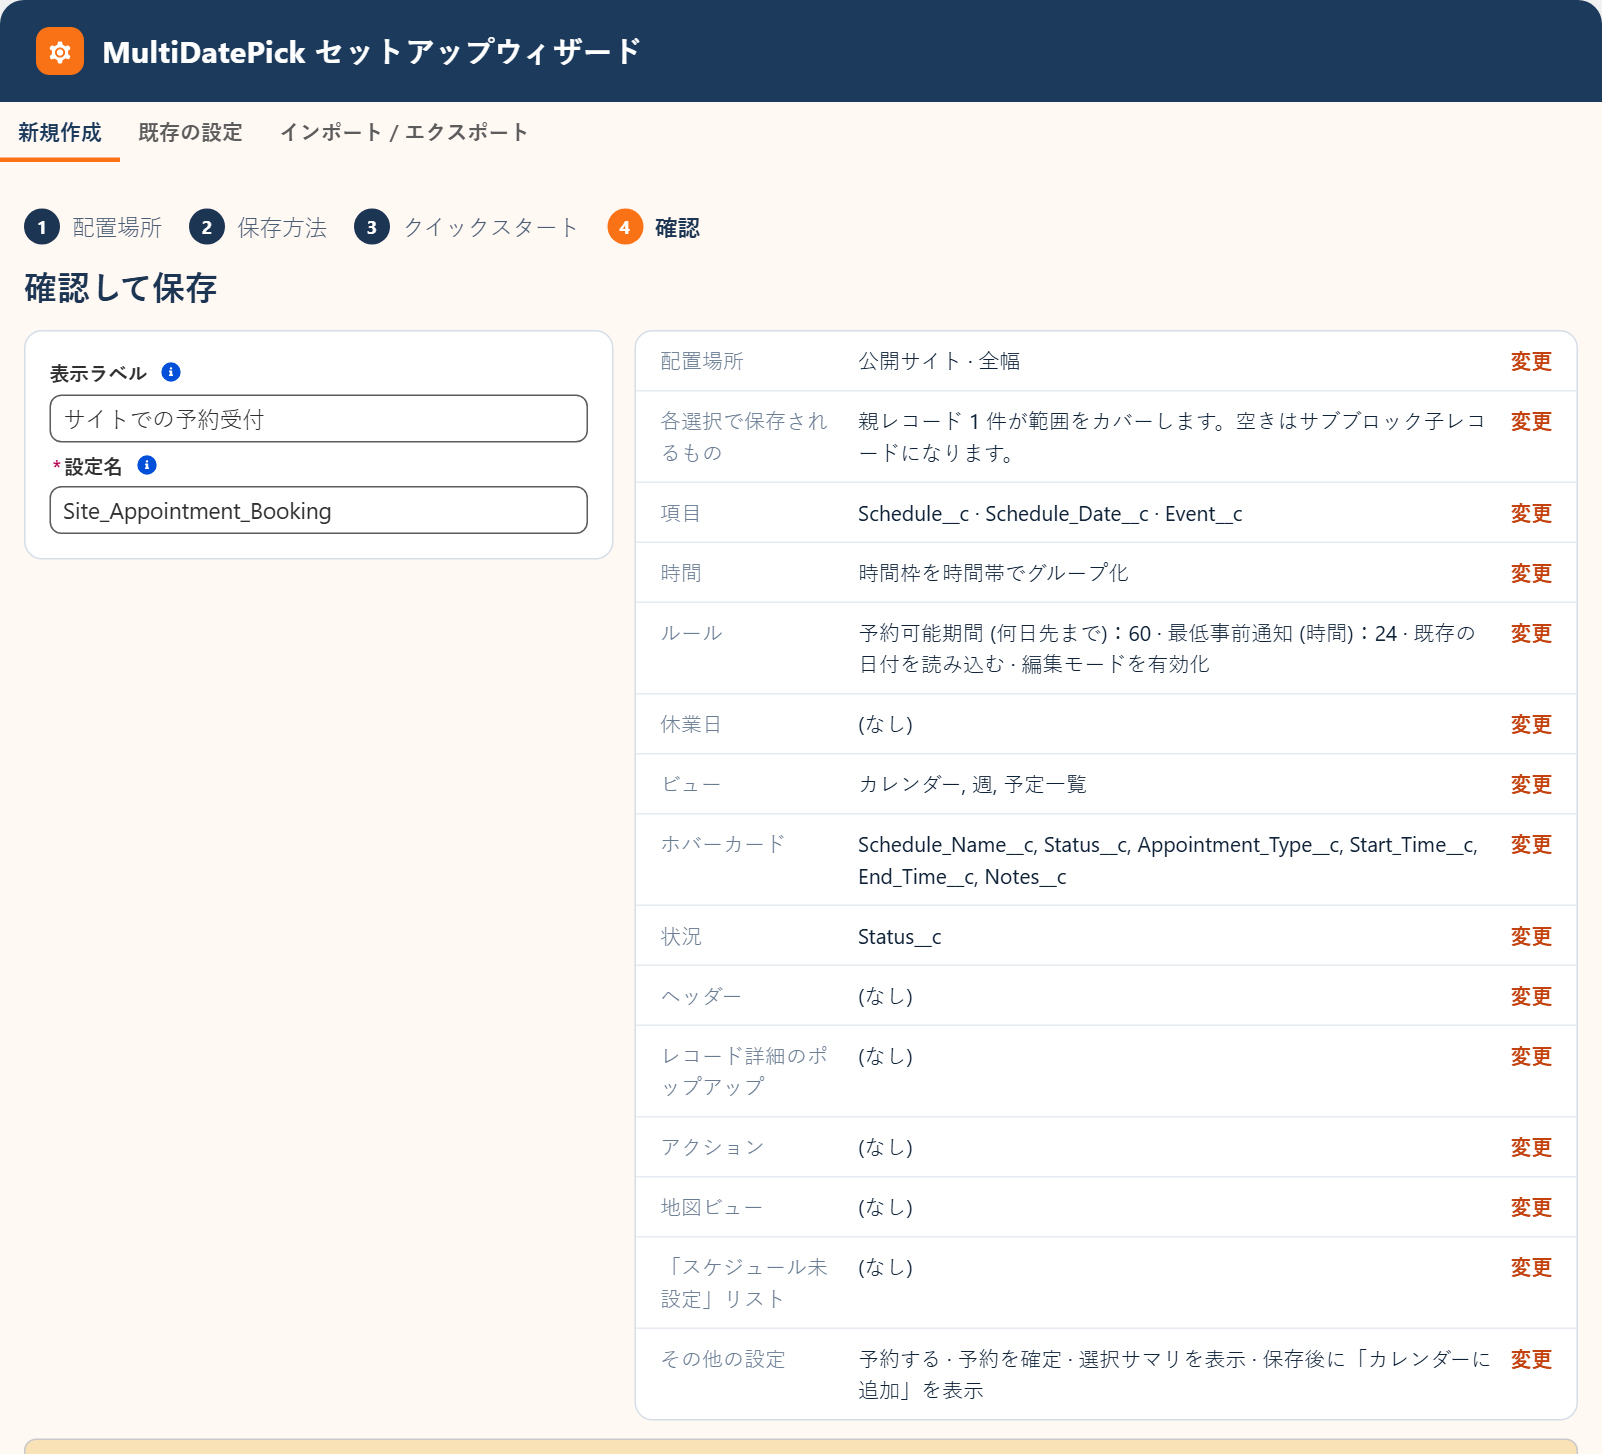 MultiDatePick セットアップウィザード
新規作成
既存の設定
インポート / エクスポート
1 配置場所
2 保存方法
3 クイックスタート
4 確認
確認して保存
表示ラベル
サイトでの予約受付
*設定名
Site_Appointment_Booking
配置場所
公開サイト · 全幅
変更
各選択で保存され
るもの
親レコード 1 件が範囲をカバーします。空きはサブブロック子レコ
ードになります。
変更
項目
Schedule__c · Schedule_Date__c · Event__c
変更
時間
時間枠を時間帯でグループ化
変更
ルール
予約可能期間 (何日先まで)：60 · 最低事前通知 (時間)：24 · 既存の
日付を読み込む · 編集モードを有効化
変更
休業日
(なし)
変更
ビュー
カレンダー, 週, 予定一覧
変更
ホバーカード
Schedule_Name__c, Status__c, Appointment_Type__c, Start_Time__c,
End_Time__c, Notes__c
変更
状況
Status__c
変更
ヘッダー
(なし)
変更
レコード詳細のポ
ップアップ
(なし)
変更
アクション
(なし)
変更
地図ビュー
(なし)
変更
「スケジュール未
設定」リスト
(なし)
変更
その他の設定
予約する · 予約を確定 · 選択サマリを表示 · 保存後に「カレンダーに
追加」を表示
変更